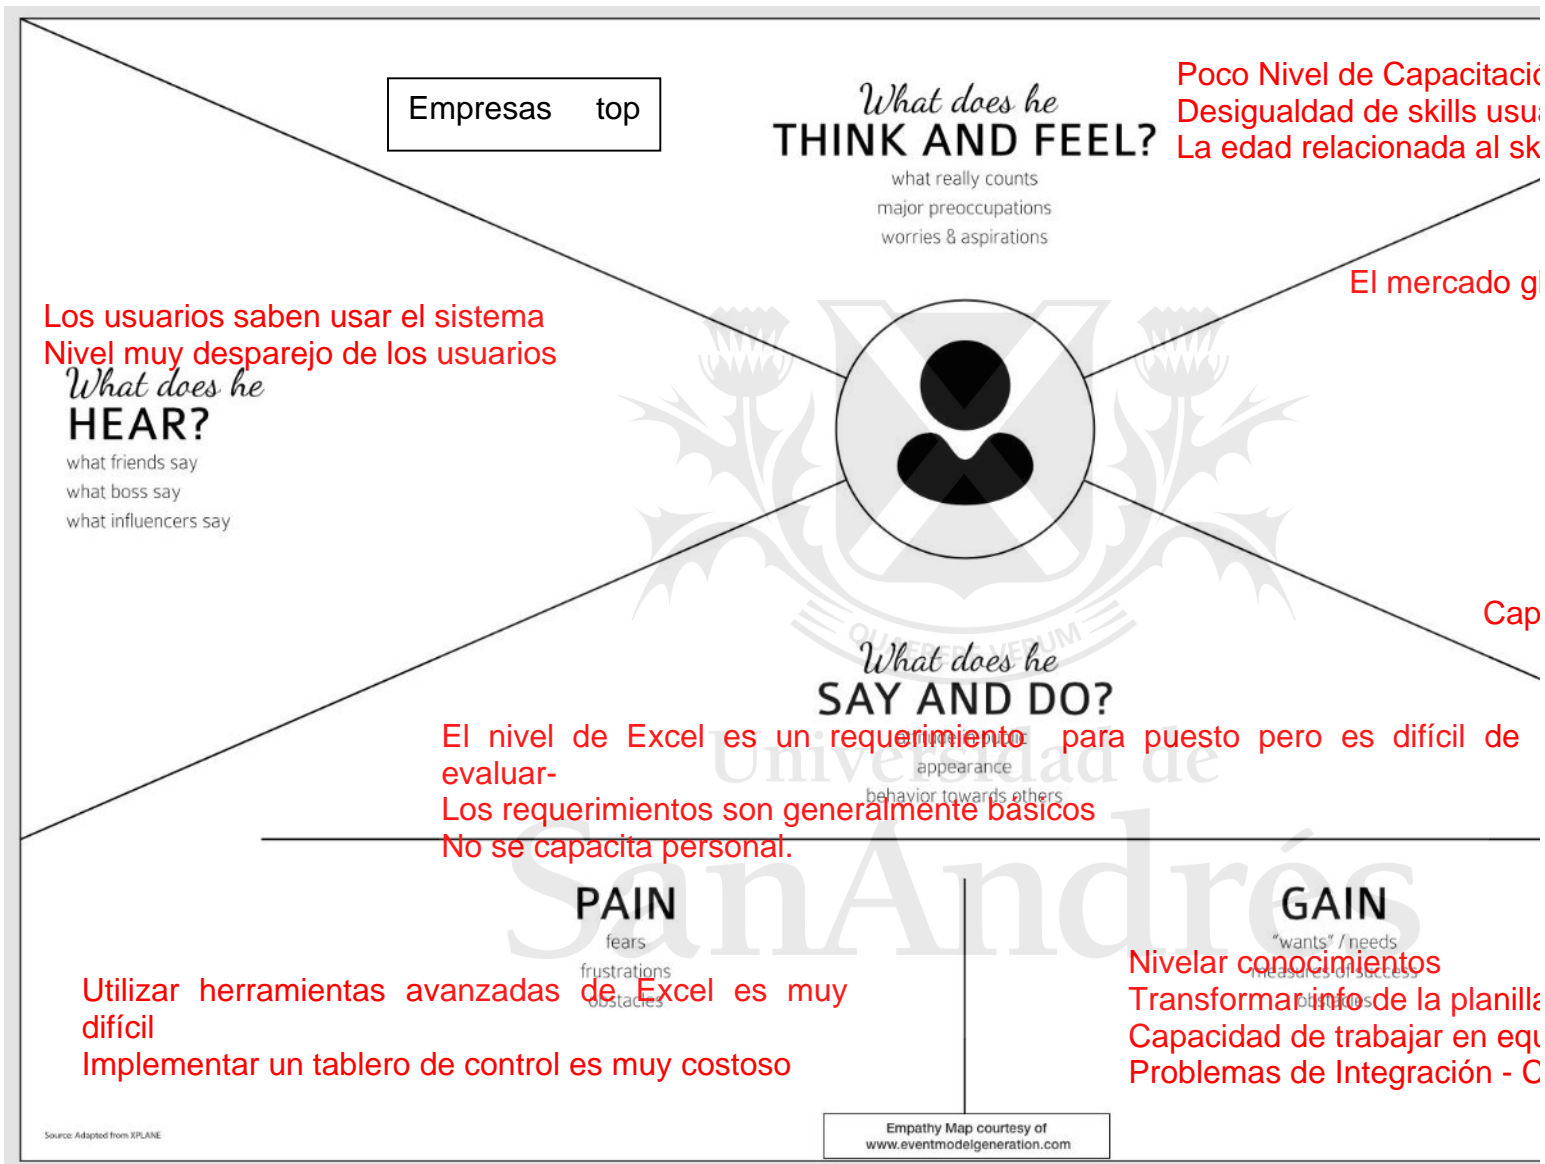 Empresas top
What does he
THINK AND FEEL?
what really counts
major preoccupations
worries & aspirations
Poco Nivel de
Desigualdad de skills
La edad relacionada al
El mercado
Los usuarios saben usar el sistema
Nivel muy desparejo de los usuarios
What does he
HEAR?
what friends say
what boss say
what influencers say
QUAERERE VERUM
What does he
SAY AND DO?
El nivel de Excel es un requerimiento para puesto pero es difícil de
evaluar-
appearance
behavior towards others
Los requerimientos son generalmente básicos
No se capacita personal.
Universidad de
SanAndrés
PAIN
fears
frustrations
obstacles
Utilizar herramientas avanzadas de Excel es muy
difícil
Implementar un tablero de control es muy costoso
GAIN
"wants" / needs
measures of success
obstacles
Nivelar conocimientos
Transformar info de la
Capacidad de trabajar en
Problemas de Integración -
Source: Adapted from XPLANE
Empathy Map courtesy of
www.eventmodelgeneration.com